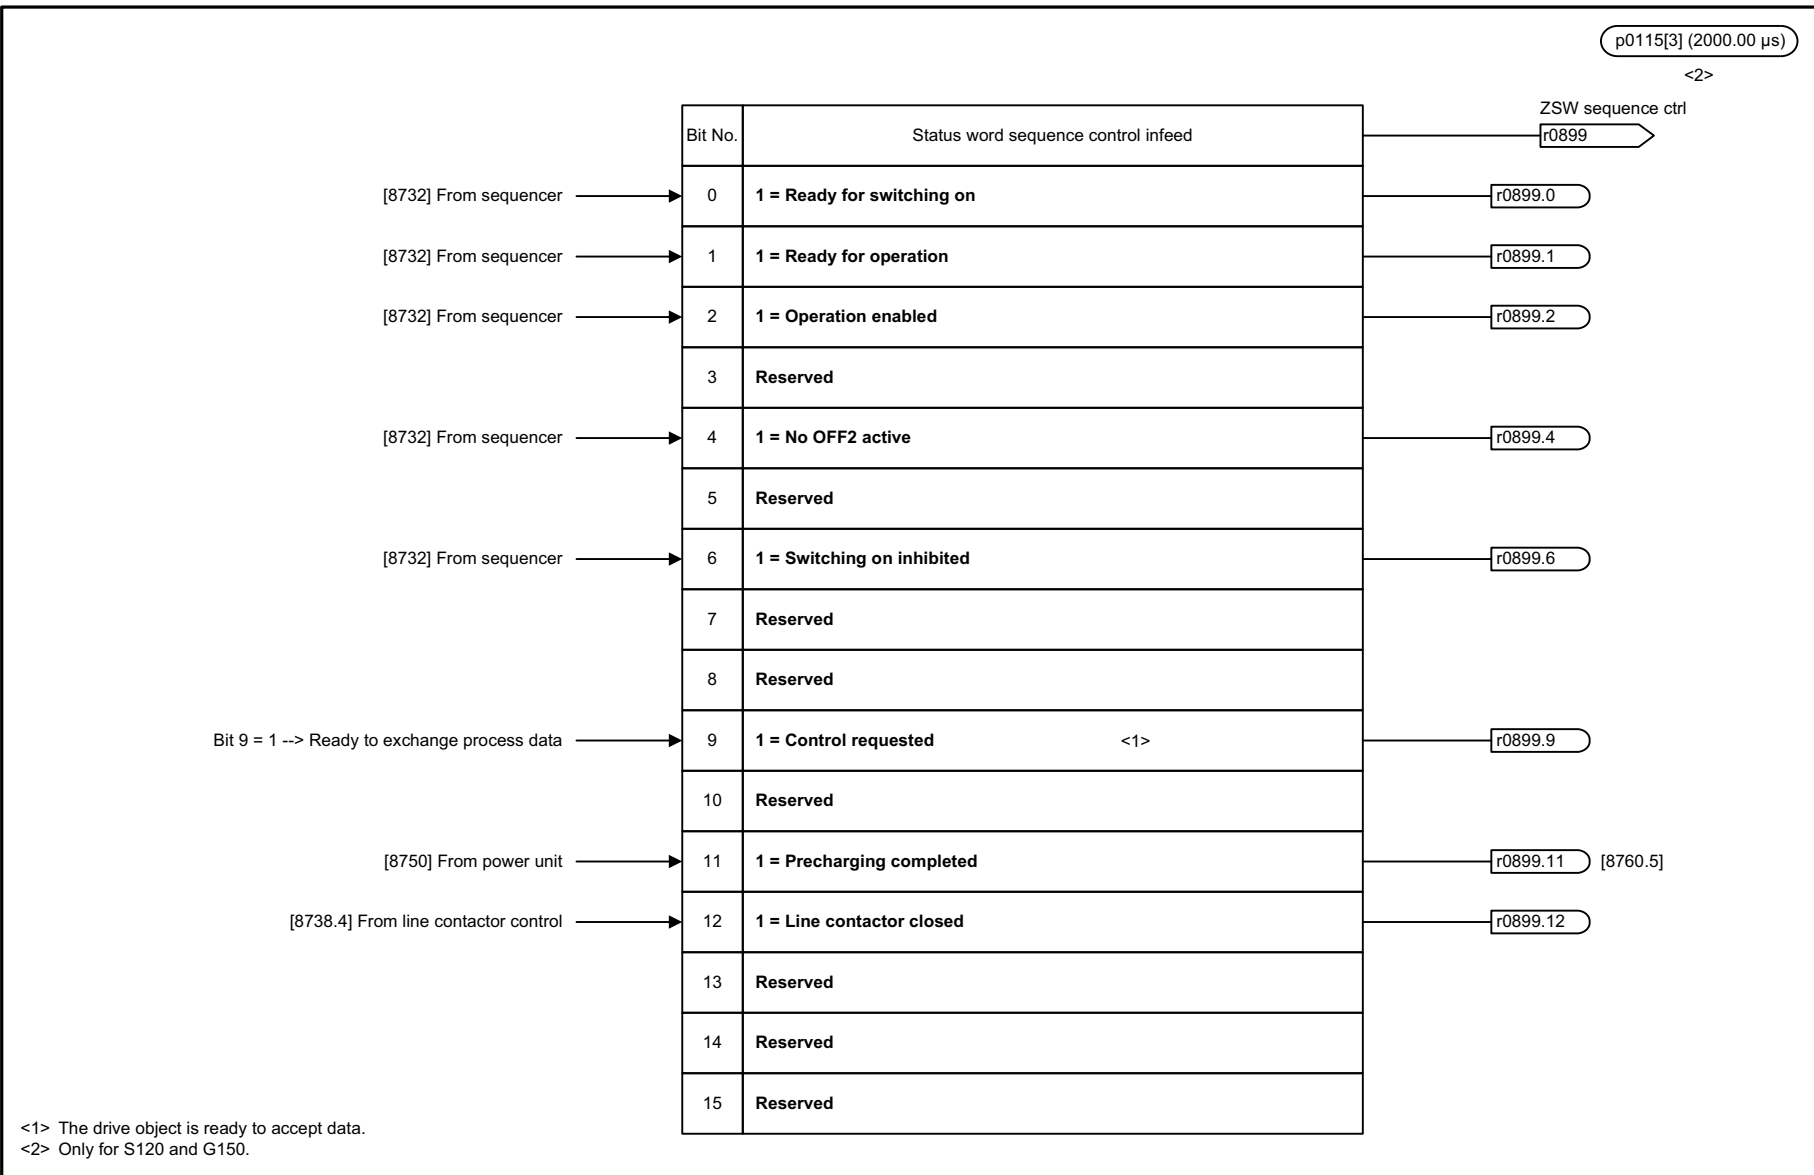 p0115[3] (2000.00 µs)
<2>
ZSW sequence ctrl
Bit No. Status word sequence control infeed r0899
[8732] From sequencer 0 1 = Ready for switching on r0899.0
[8732] From sequencer 1 1 = Ready for operation r0899.1
[8732] From sequencer 2 1 = Operation enabled r0899.2
3 Reserved
[8732] From sequencer 4 1 = No OFF2 active r0899.4
5 Reserved
[8732] From sequencer 6 1 = Switching on inhibited r0899.6
7 Reserved
8 Reserved
Bit 9 = 1 --> Ready to exchange process data 9 1 = Control requested <1> r0899.9
10 Reserved
[8750] From power unit 11 1 = Precharging completed r0899.11 [8760.5]
[8738.4] From line contactor control 12 1 = Line contactor closed r0899.12
13 Reserved
14 Reserved
15 Reserved
<1> The drive object is ready to accept data.
<2> Only for S120 and G150.